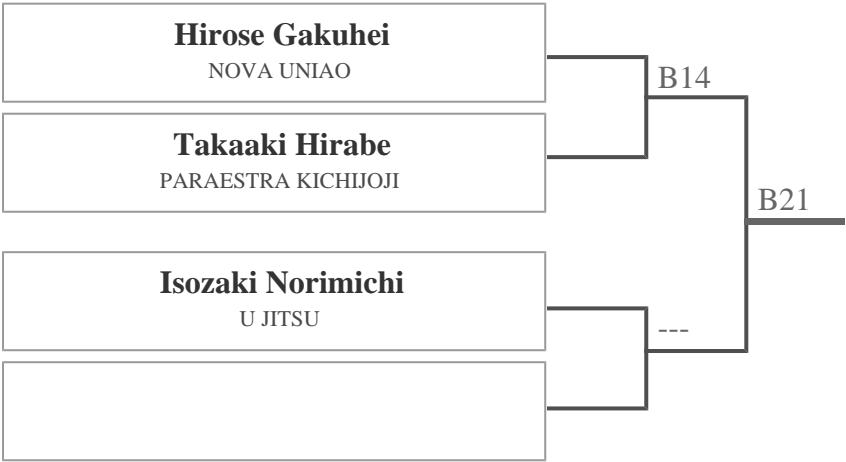 Hirose Gakuhei
NOVA UNIAO
B14
Takaaki Hirabe
PARAESTRA KICHIJOJI
B21
Isozaki Norimichi
U JITSU
---